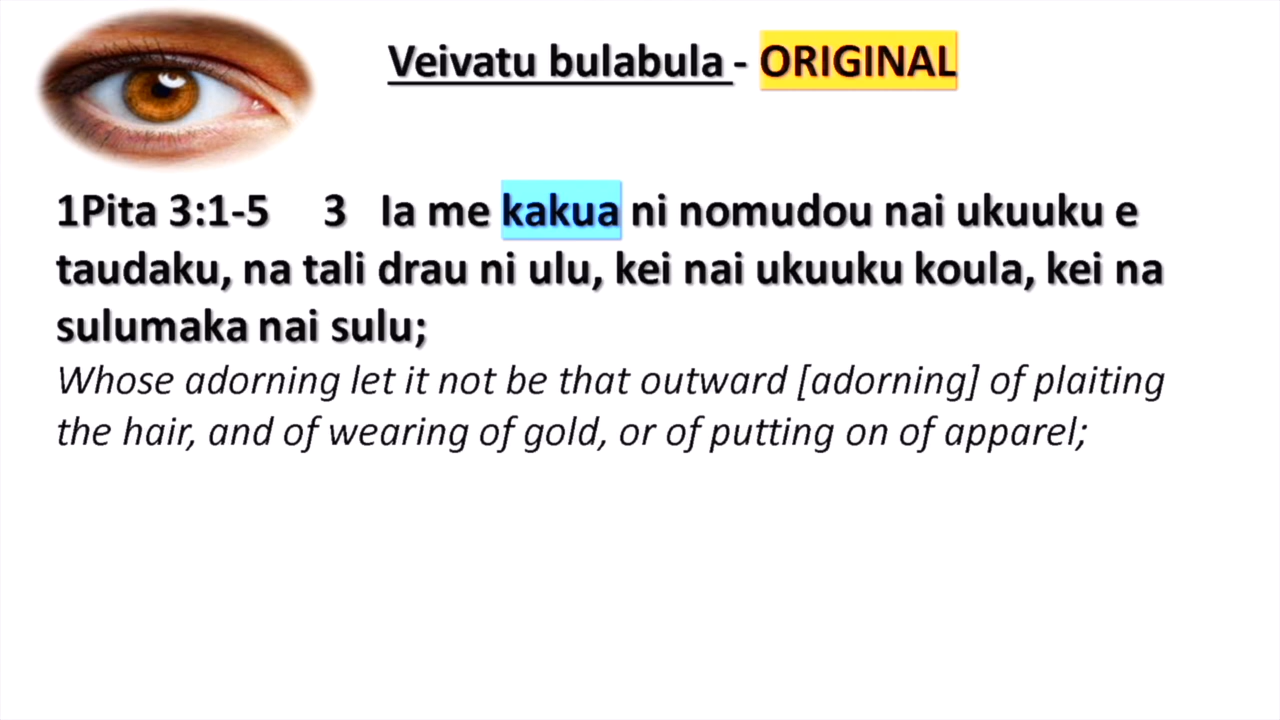 Veivatu bulabula - ORIGINAL
1Pita 3:1-5 3 Ia me kakua ni nomudou nai ukuuku e
taudaku, na tali drau ni ulu, kei nai ukuuku koula, kei na
sulumaka nai sulu;
Whose adorning let it not be that outward [adorning] of plaiting
the hair, and of wearing of gold, or of putting on of apparel;